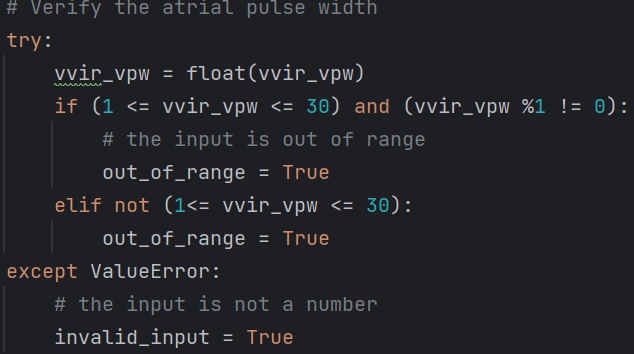 # Verify the atrial pulse width
try:
    vvir_vpw = float(vvir_vpw)
    if (1 <= vvir_vpw <= 30) and (vvir_vpw %1 != 0):
        # the input is out of range
        out_of_range = True
    elif not (1<= vvir_vpw <= 30):
        out_of_range = True
except ValueError:
    # the input is not a number
    invalid_input = True